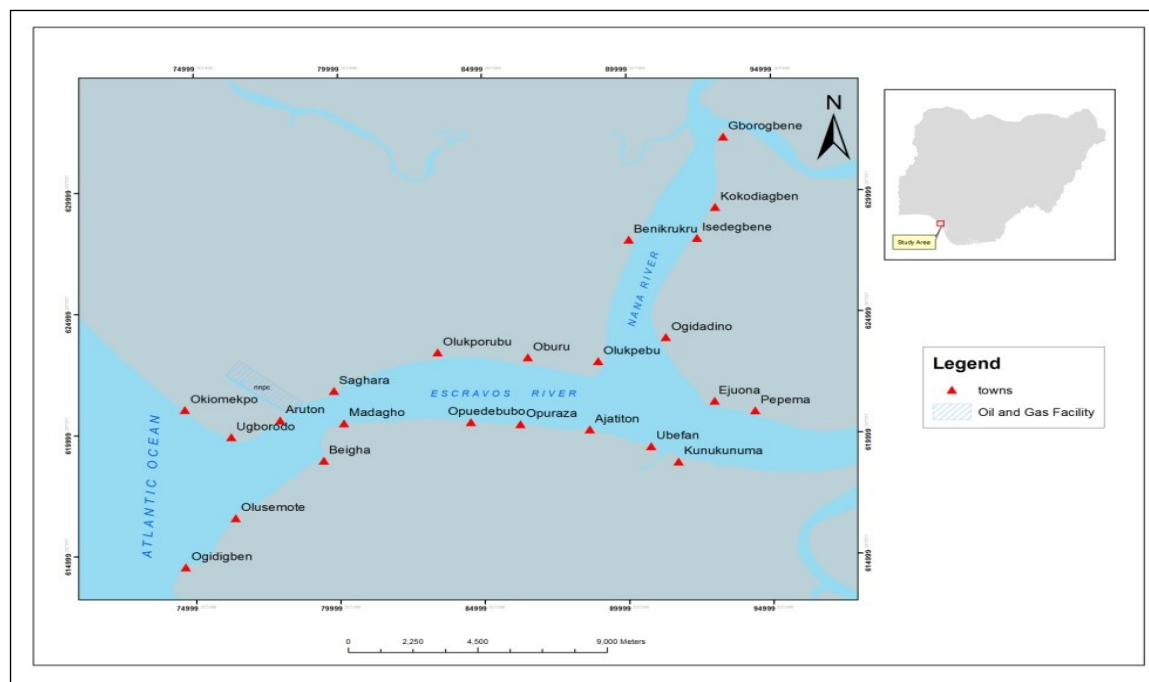 74999
79999
84999
89999
94999
N
Gborogbene
629999
629999
Kokodiagben
Benikrukru
Isedegbene
Study Area
NANA RIVER
624999
624999
Ogidadino
Olukporubu
Oburu
Olukpebu
Legend
nnpc
Saghara
ESCRAVOS RIVER
towns
Okiomekpo
Aruton
Madagho
Opuedebubo
Opuraza
Ajatiton
Ejuona
Pepema
Oil and Gas Facility
Ugborodo
619999
619999
Ubefan
Beigha
Kunukunuma
ATLANTIC OCEAN
Olusemote
Ogidigben
614999
614999
74999
79999
84999
89999
94999
0 2,250 4,500 9,000 Meters